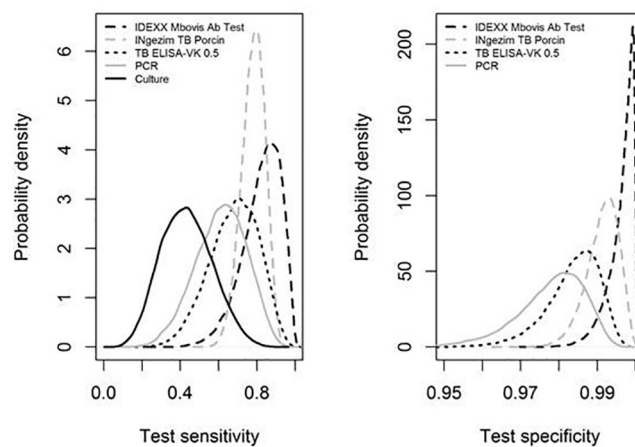 IDEXX Mbovis Ab Test
INgezim TB Porcin
TB ELISA-VK 0.5
PCR
Culture
Probability density
0
1
2
3
4
5
6
0.0
0.4
0.8
Test sensitivity
IDEXX Mbovis Ab Test
INgezim TB Porcin
TB ELISA-VK 0.5
PCR
Probability density
0
50
100
150
200
0.95
0.97
0.99
Test specificity